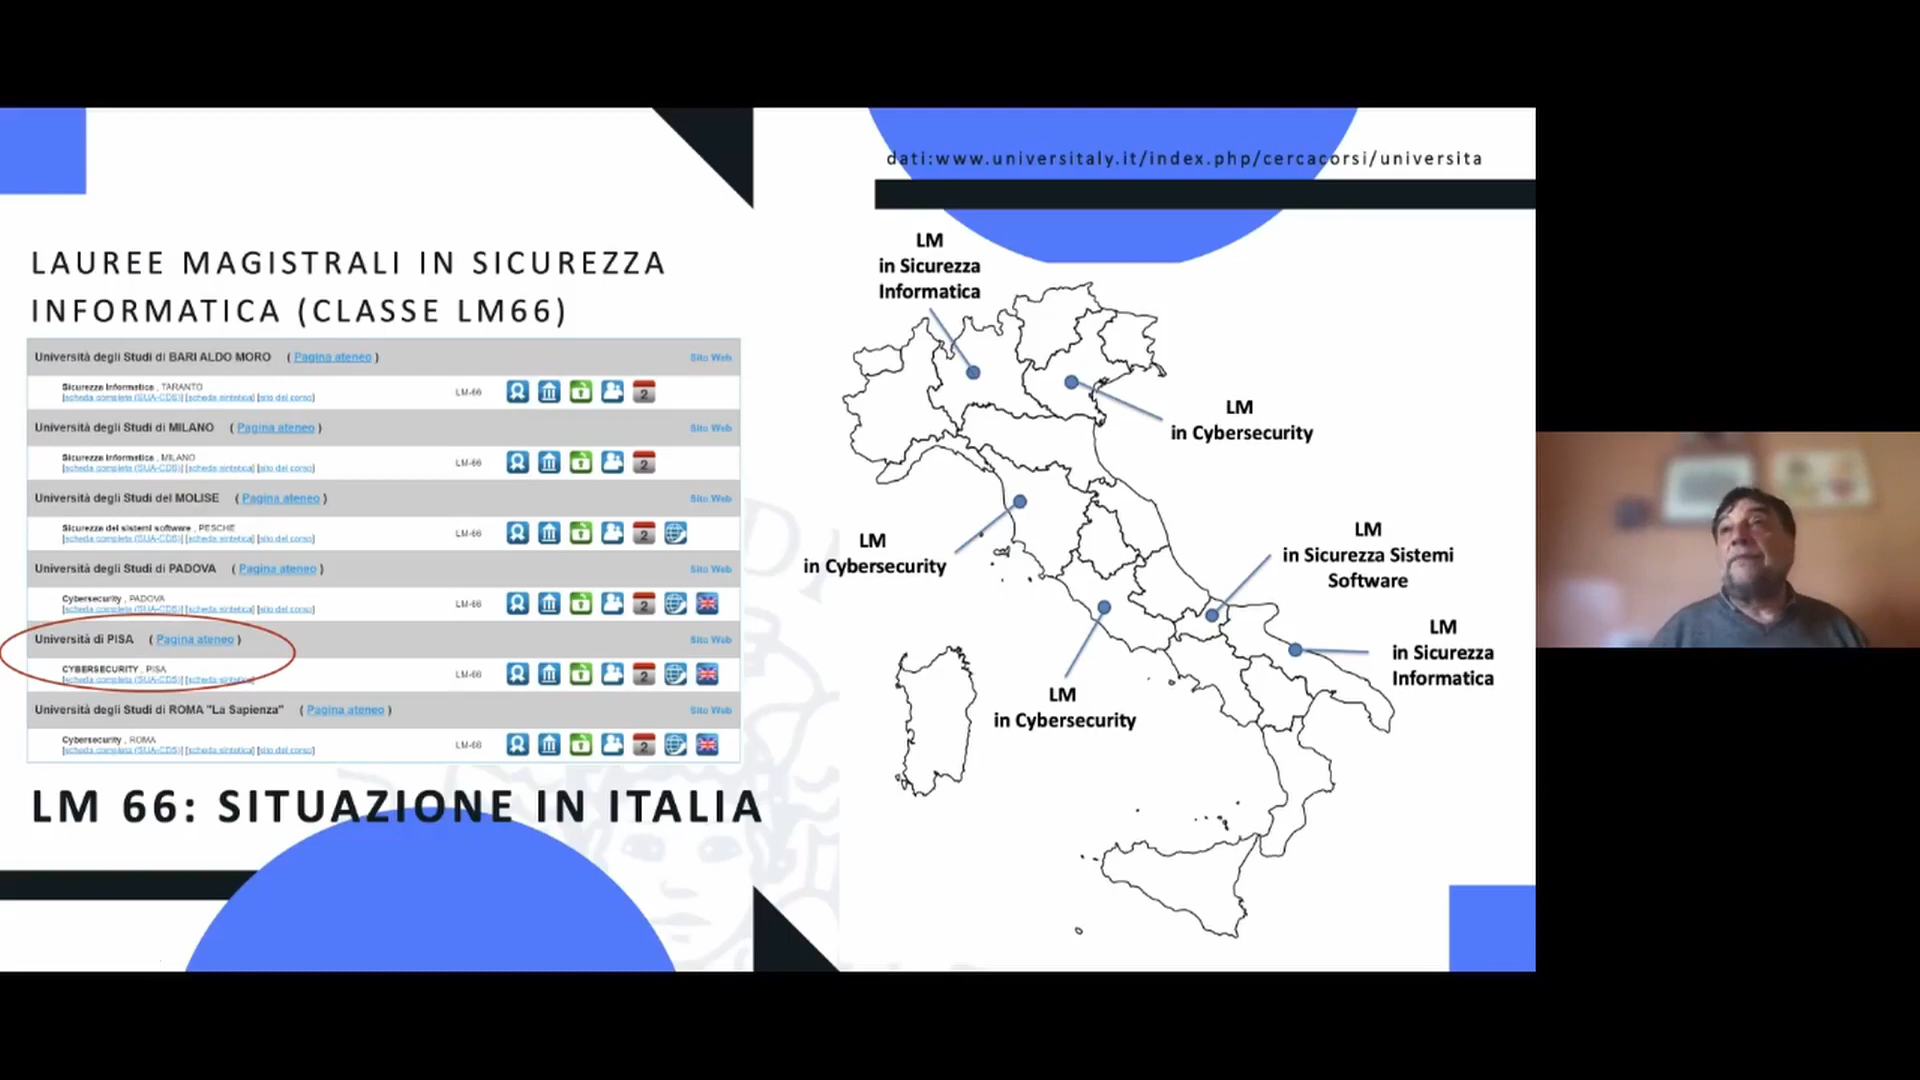 dati:www.universitaly.it/index.php/cercacorsi/universita
LAUREE MAGISTRALI IN SICUREZZA
INFORMATICA (CLASSE LM66)
Università degli Studi di BARI ALDO MORO ( Pagina ateneo ) Sito Web
Sicurezza Informatica , TARANTO LM-66 2
[scheda completa (SUA-CDS)] [scheda sintetica] [sito del corso]
Università degli Studi di MILANO ( Pagina ateneo ) Sito Web
Sicurezza Informatica , MILANO LM-66 2
[scheda completa (SUA-CDS)] [scheda sintetica] [sito del corso]
Università degli Studi del MOLISE ( Pagina ateneo ) Sito Web
Sicurezza dei sistemi software , PESCHE LM-66 2
[scheda completa (SUA-CDS)] [scheda sintetica] [sito del corso]
Università degli Studi di PADOVA ( Pagina ateneo ) Sito Web
Cybersecurity , PADOVA LM-66 2
[scheda completa (SUA-CDS)] [scheda sintetica] [sito del corso]
Università di PISA ( Pagina ateneo ) Sito Web
CYBERSECURITY , PISA LM-66 2
[scheda completa (SUA-CDS)] [scheda sintetica]
Università degli Studi di ROMA "La Sapienza" ( Pagina ateneo ) Sito Web
Cybersecurity , ROMA LM-66 2
[scheda completa (SUA-CDS)] [scheda sintetica] [sito del corso]
LM 66: SITUAZIONE IN ITALIA
LM
in Sicurezza
Informatica
LM
in Cybersecurity
LM
in Cybersecurity
LM
in Sicurezza Sistemi
Software
LM
in Sicurezza
Informatica
LM
in Cybersecurity